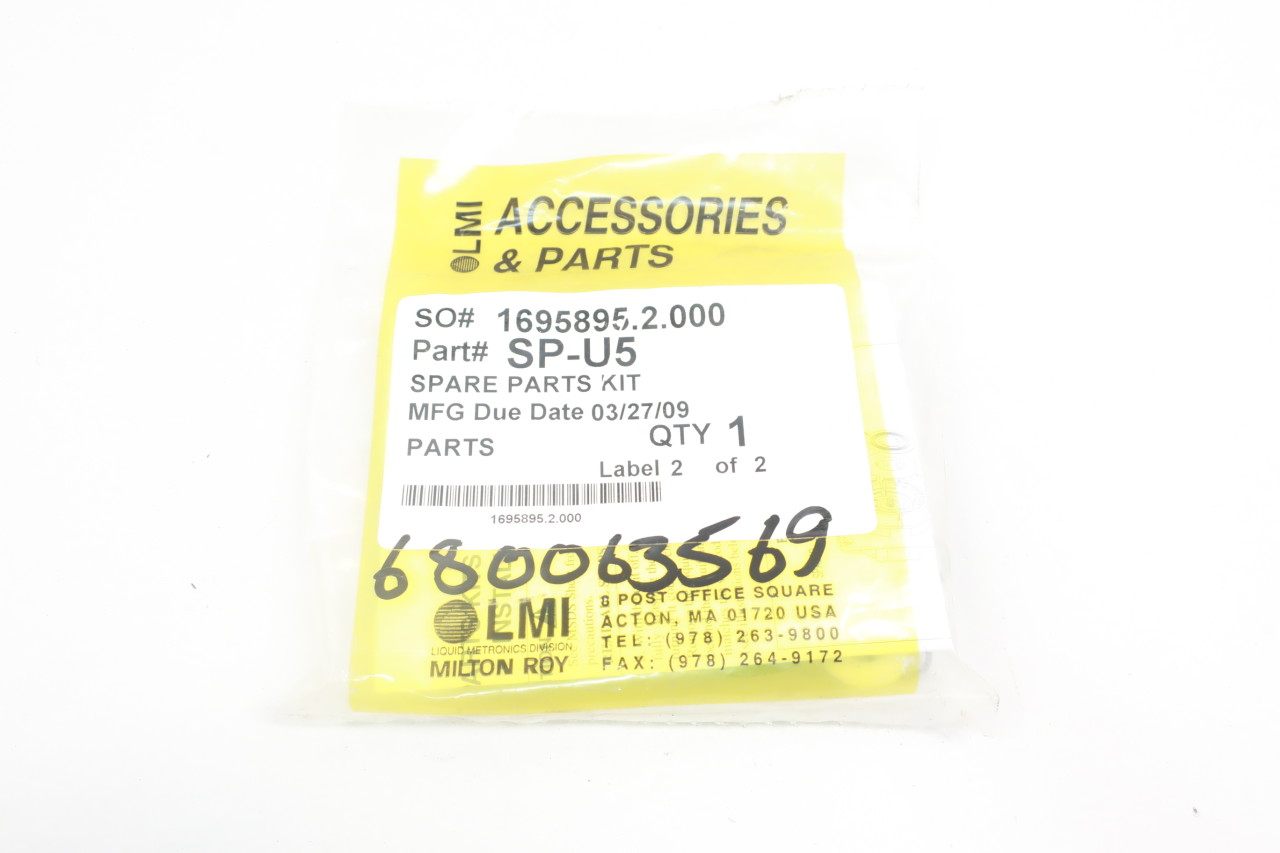 LMI ACCESSORIES
& PARTS
SO# 1695895.2.000
Part# SP-U5
SPARE PARTS KIT
MFG Due Date 03/27/09
PARTS QTY 1
Label 2 of 2
1695895.2.000
680063569
LMI
LIQUID METRONICS DIVISION
MILTON ROY
8 POST OFFICE SQUARE
ACTON, MA 01720 USA
TEL: (978) 263-9800
FAX: (978) 264-9172